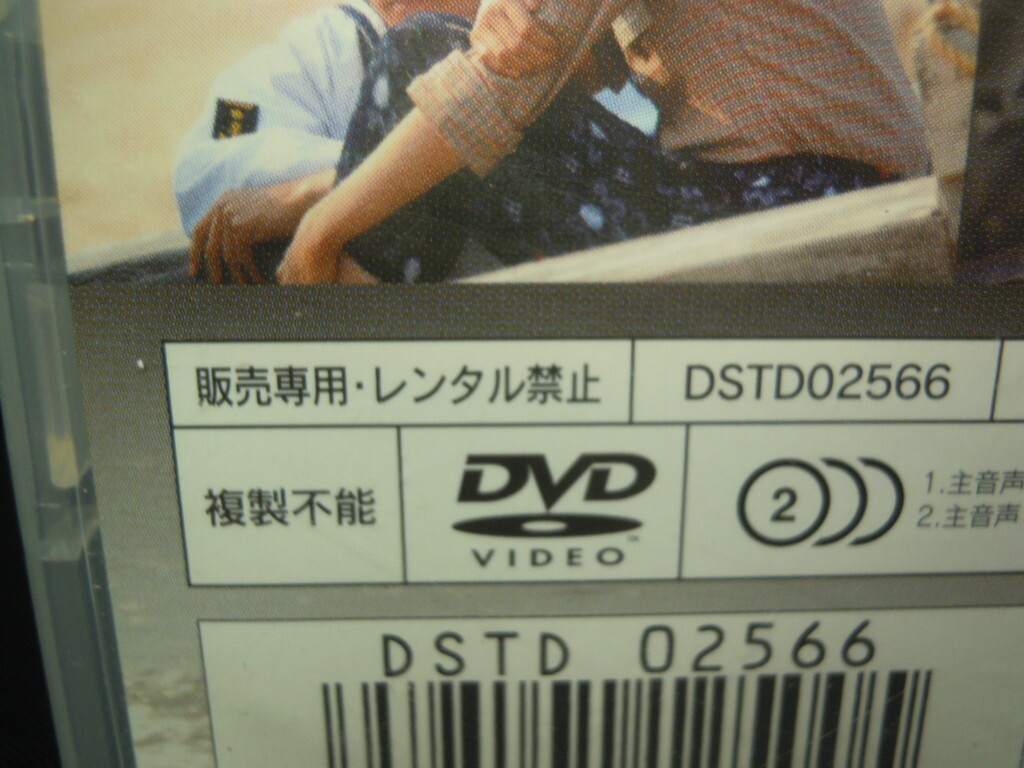 販売専用・レンタル禁止
DSTD02566
複製不能
DVD
VIDEO
™
2
1.主音声
2.主音声
DSTD 02566